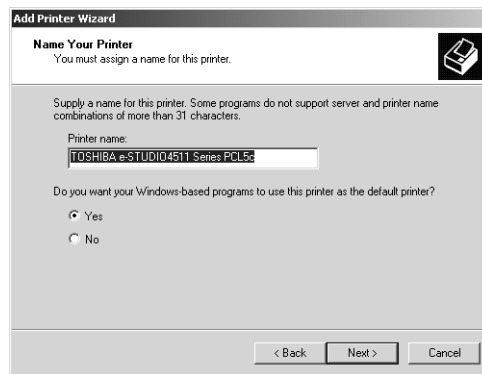 Add Printer Wizard
Name Your Printer
You must assign a name for this printer.
Supply a name for this printer. Some programs do not support server and printer name
combinations of more than 31 characters.
Printer name:
TOSHIBA e-STUDIO4511 Series PCL5c
Do you want your Windows-based programs to use this printer as the default printer?
Yes
No
< Back
Next >
Cancel